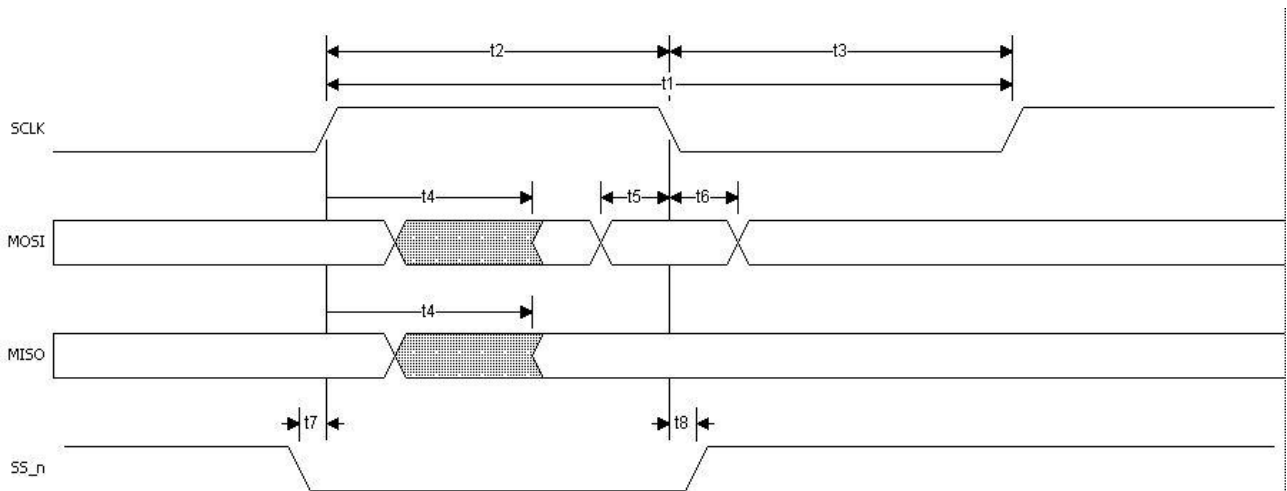 t2 t3
t1
SCLK
t4 t5 t6
MOSI
t4
MISO
t7 t8
SS_n